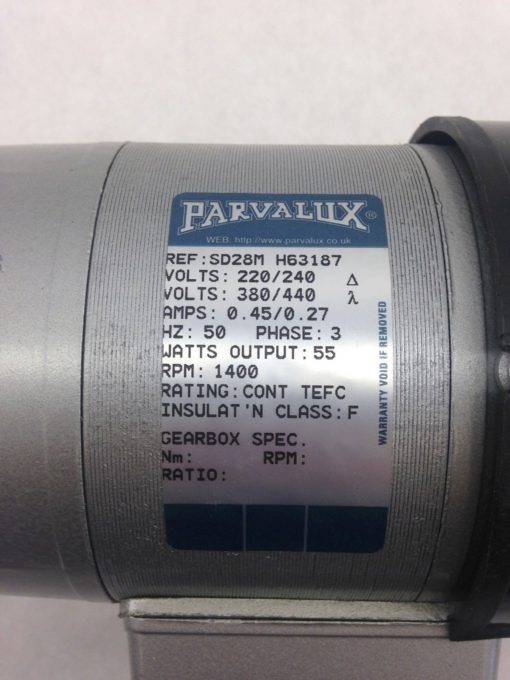 PARVALUX®
WEB: http://www.parvalux.co.uk
REF:SD28M H63187
VOLTS: 220/240 Δ
VOLTS: 380/440 λ
AMPS: 0.45/0.27
HZ: 50 PHASE: 3
WATTS OUTPUT:55
RPM: 1400
RATING:CONT TEFC
INSULAT'N CLASS:F
GEARBOX SPEC.
Nm: RPM:
RATIO:
WARRANTY VOID IF REMOVED